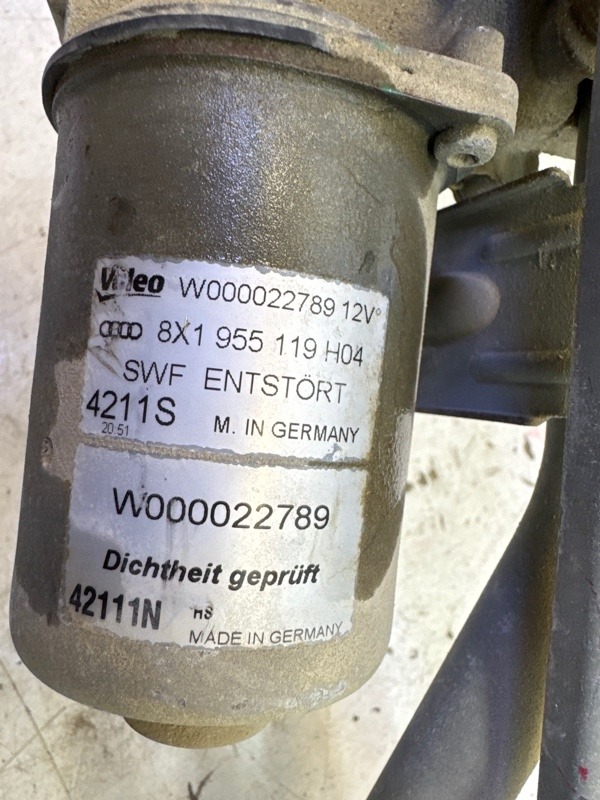 Valeo W000022789 12V
8X1 955 119 H04
SWF ENTSTÖRT
4211S M. IN GERMANY
20:51
W000022789
Dichtheit geprüft
42111N HS
MADE IN GERMANY